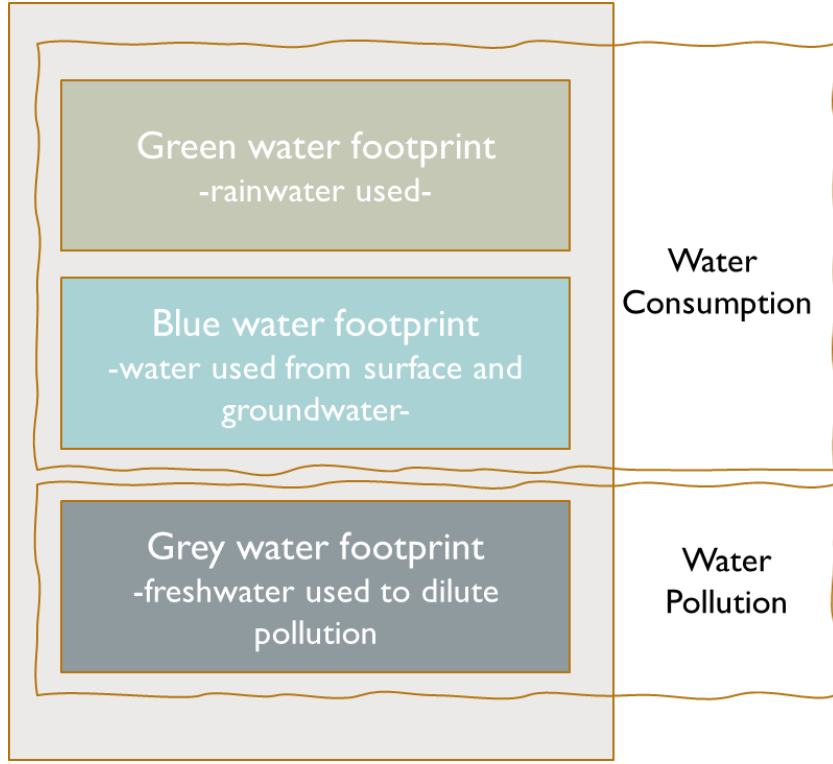 Green water footprint
-rainwater used-
Blue water footprint
-water used from surface and
groundwater-
Water
Consumption
Grey water footprint
-freshwater used to dilute
pollution
Water
Pollution